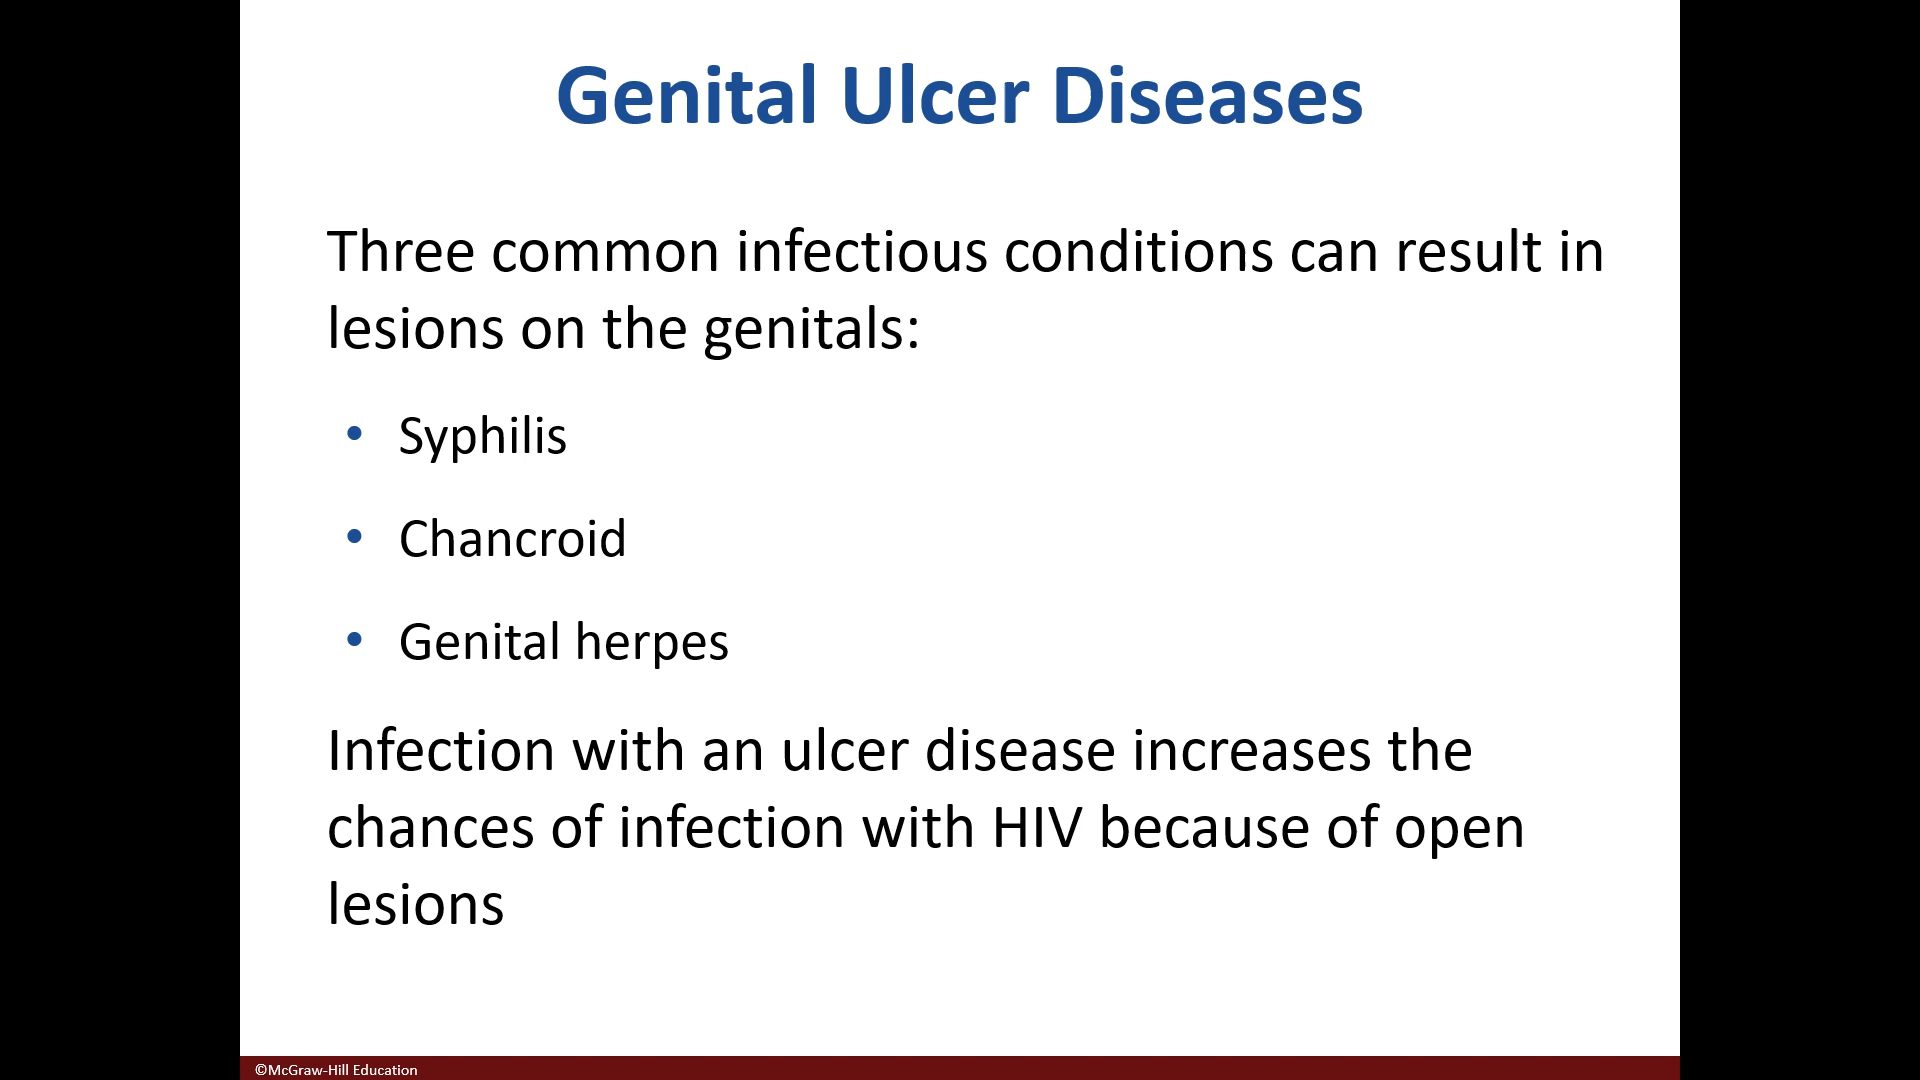 Genital Ulcer Diseases
Three common infectious conditions can result in
lesions on the genitals:
• Syphilis
• Chancroid
• Genital herpes
Infection with an ulcer disease increases the
chances of infection with HIV because of open
lesions
©McGraw-Hill Education